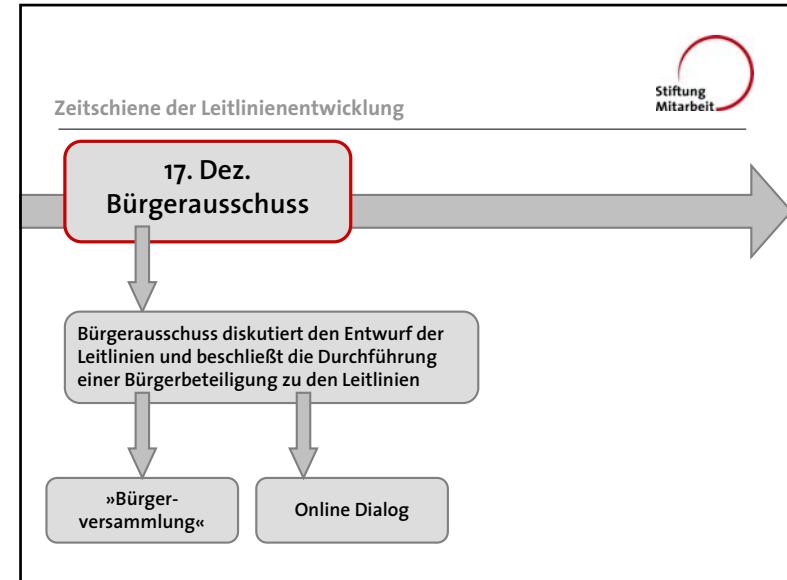 Stiftung
Mitarbeit
Zeitschiene der Leitlinienentwicklung
17. Dez.
Bürgerausschuss
Bürgerausschuss diskutiert den Entwurf der
Leitlinien und beschließt die Durchführung
einer Bürgerbeteiligung zu den Leitlinien
»Bürger-
versammlung«
Online Dialog